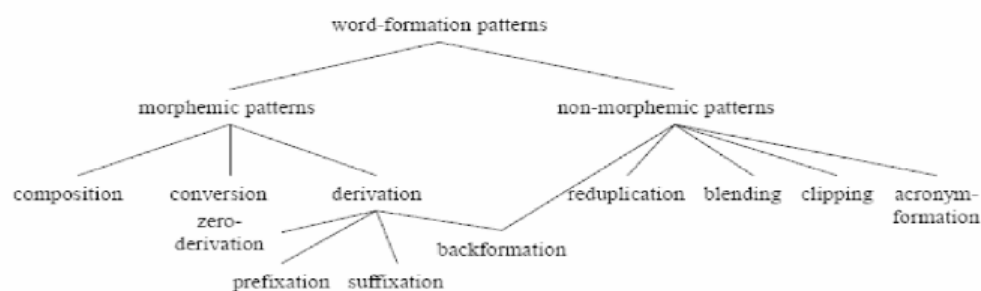 word-formation patterns
morphemic patterns non-morphemic patterns
composition conversion derivation reduplication blending clipping acronym-
formation
zero-
derivation
backformation
prefixation suffixation